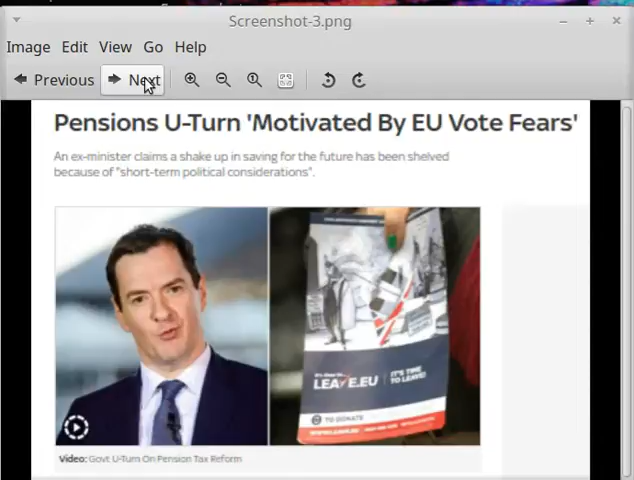 Screenshot-3.png
Image Edit View Go Help
Previous Next
Pensions U-Turn 'Motivated By EU Vote Fears'
An ex-minister claims a shake up in saving for the future has been shelved
because of "short-term political considerations".
LEAVE.EU IT'S TIME
TO LEAVE!
TO DONATE
Video: Govt U-Turn On Pension Tax Reform